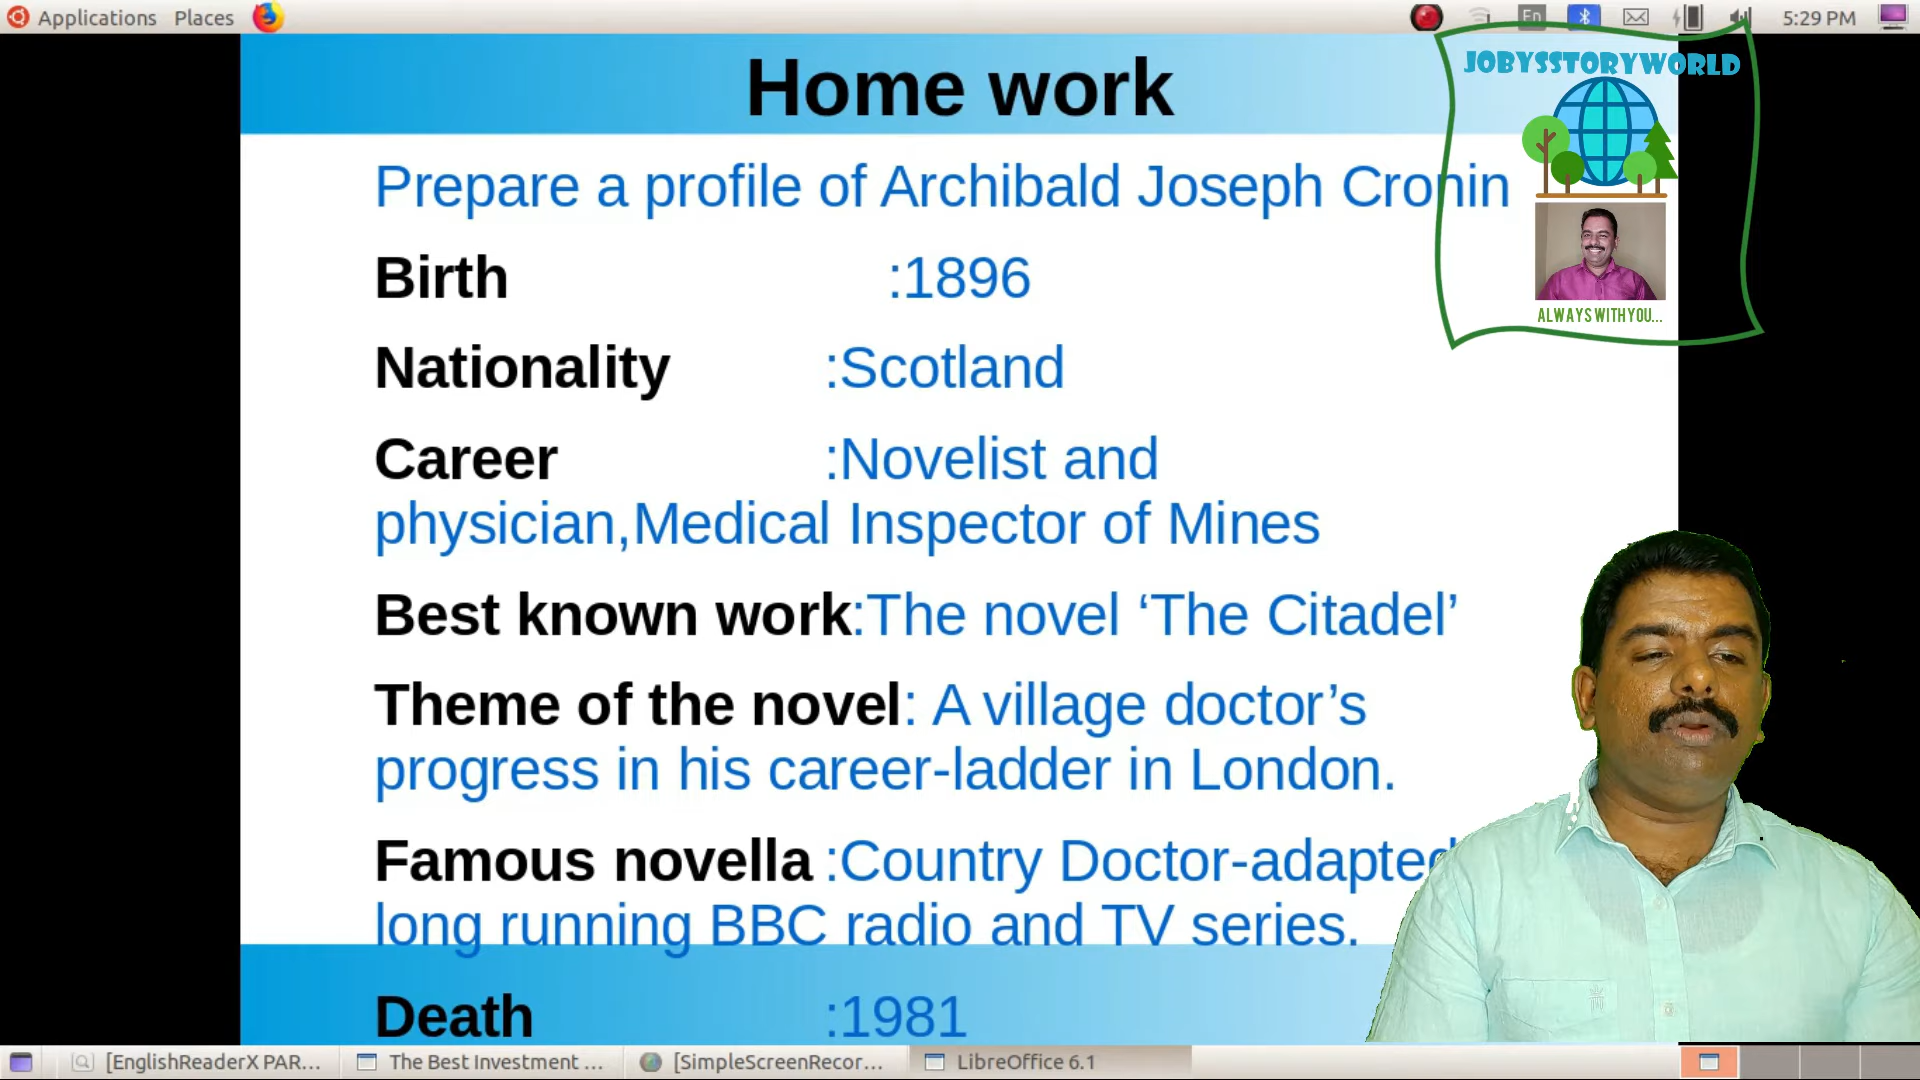 Applications Places En 5:29 PM
JOBYSSTORYWORLD
Home work
Prepare a profile of Archibald Joseph Cronin
Birth :1896
Nationality :Scotland
ALWAYS WITH YOU...
Career :Novelist and
physician,Medical Inspector of Mines
Best known work:The novel ‘The Citadel’
Theme of the novel: A village doctor’s
progress in his career-ladder in London.
Famous novella :Country Doctor-adapted
long running BBC radio and TV series.
Death :1981
[EnglishReaderX PAR... The Best Investment ... [SimpleScreenRecor... LibreOffice 6.1